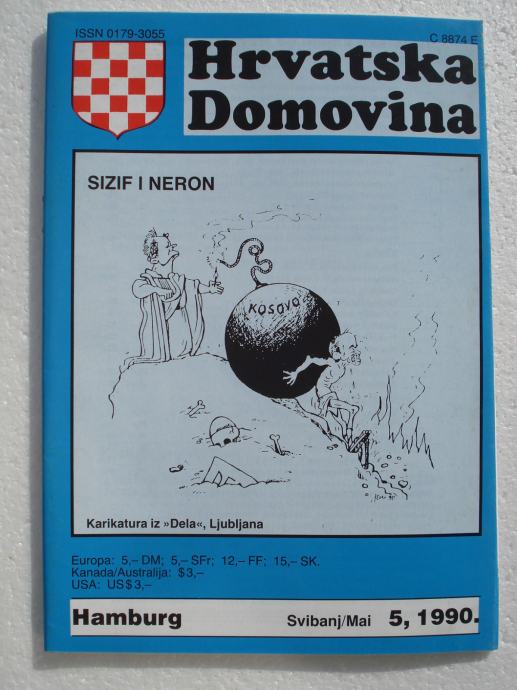 ISSN 0179-3055
C 8874 E
Hrvatska
Domovina
SIZIF I NERON
KOSOVO
Karikatura iz »Dela«, Ljubljana
Europa: 5,– DM; 5,– SFr; 12,– FF; 15,– SK.
Kanada/Australija: $3,–
USA: US$3,–
Hamburg
Svibanj/Mai 5, 1990.